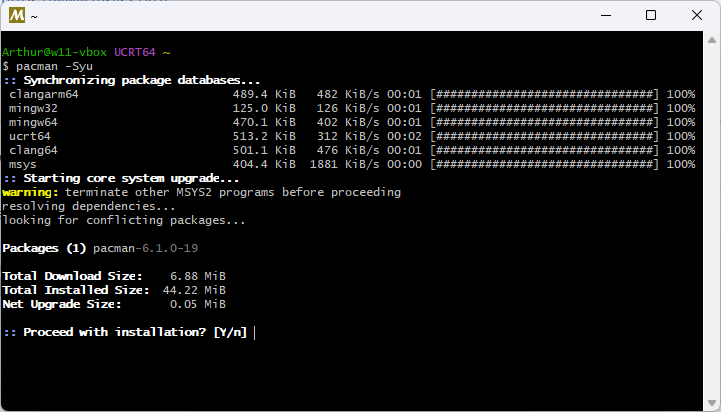 M ~
Arthur@w11-vbox UCRT64 ~
$ pacman -Syu
:: Synchronizing package databases...
clangarm64 489.4 KiB 482 KiB/s 00:01 [###############################] 100%
mingw32 125.0 KiB 126 KiB/s 00:01 [###############################] 100%
mingw64 470.1 KiB 402 KiB/s 00:01 [###############################] 100%
ucrt64 513.2 KiB 312 KiB/s 00:02 [###############################] 100%
clang64 501.1 KiB 476 KiB/s 00:01 [###############################] 100%
msys 404.4 KiB 1881 KiB/s 00:00 [###############################] 100%
:: Starting core system upgrade...
warning: terminate other MSYS2 programs before proceeding
resolving dependencies...
looking for conflicting packages...
Packages (1) pacman-6.1.0-19
Total Download Size: 6.88 MiB
Total Installed Size: 44.22 MiB
Net Upgrade Size: 0.05 MiB
:: Proceed with installation? [Y/n]